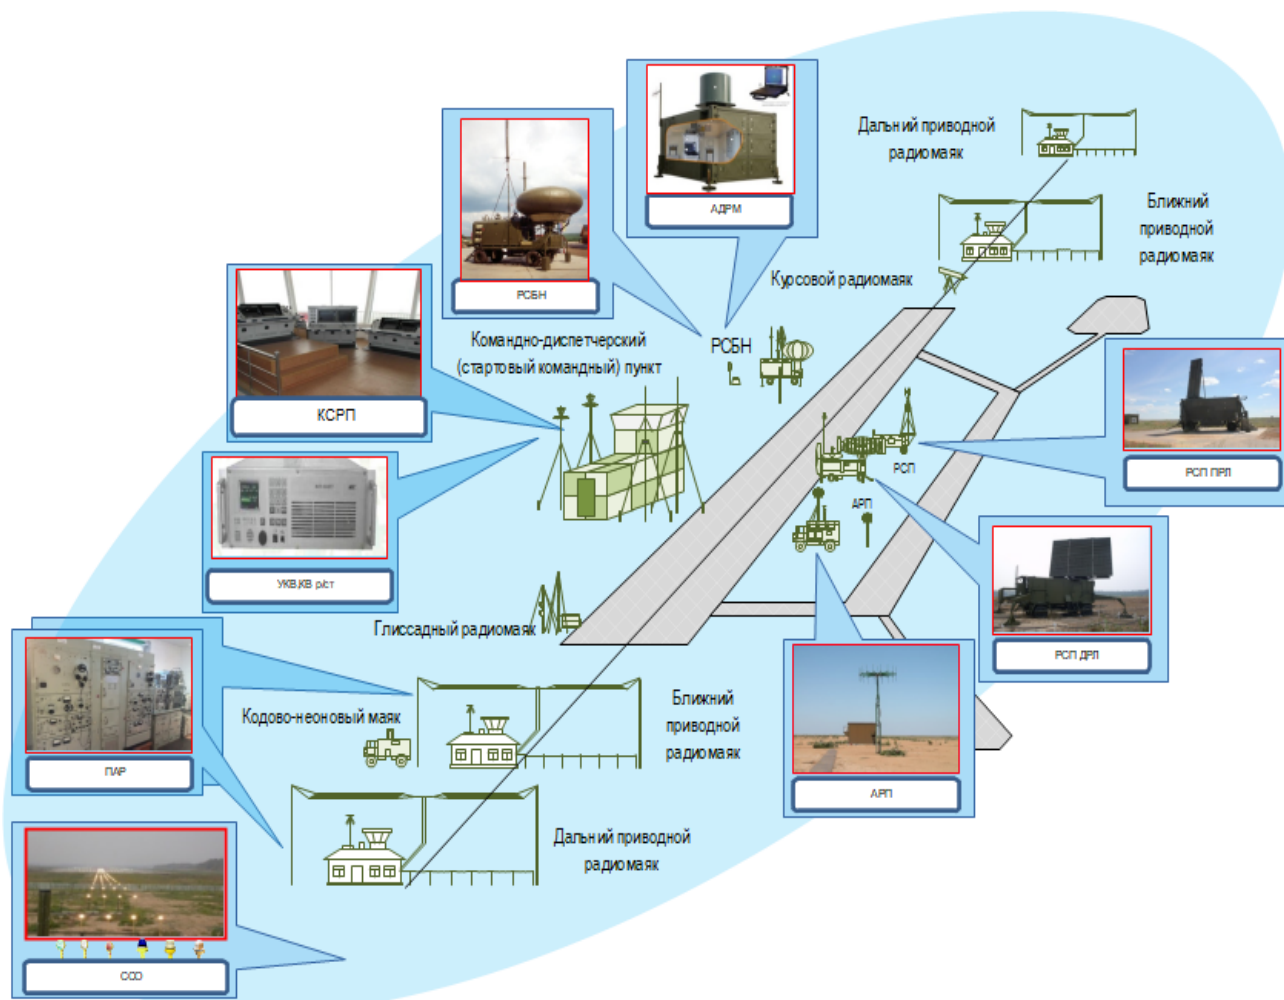 Дальний приводной
радиомаяк
АДРМ
Ближний
приводной
радиомаяк
Курсовой радиомаяк
РСБН
Командно-диспетчерский
(стартовый командный) пункт
РСБН
КСРП
РСП
РСП ПРЛ
АРП
УКВ,КВ р/ст
Глиссадный радиомаяк
РСП ДРЛ
Кодово-неоновый маяк
Ближний
приводной
радиомаяк
ПАР
АРП
Дальний приводной
радиомаяк
ССО